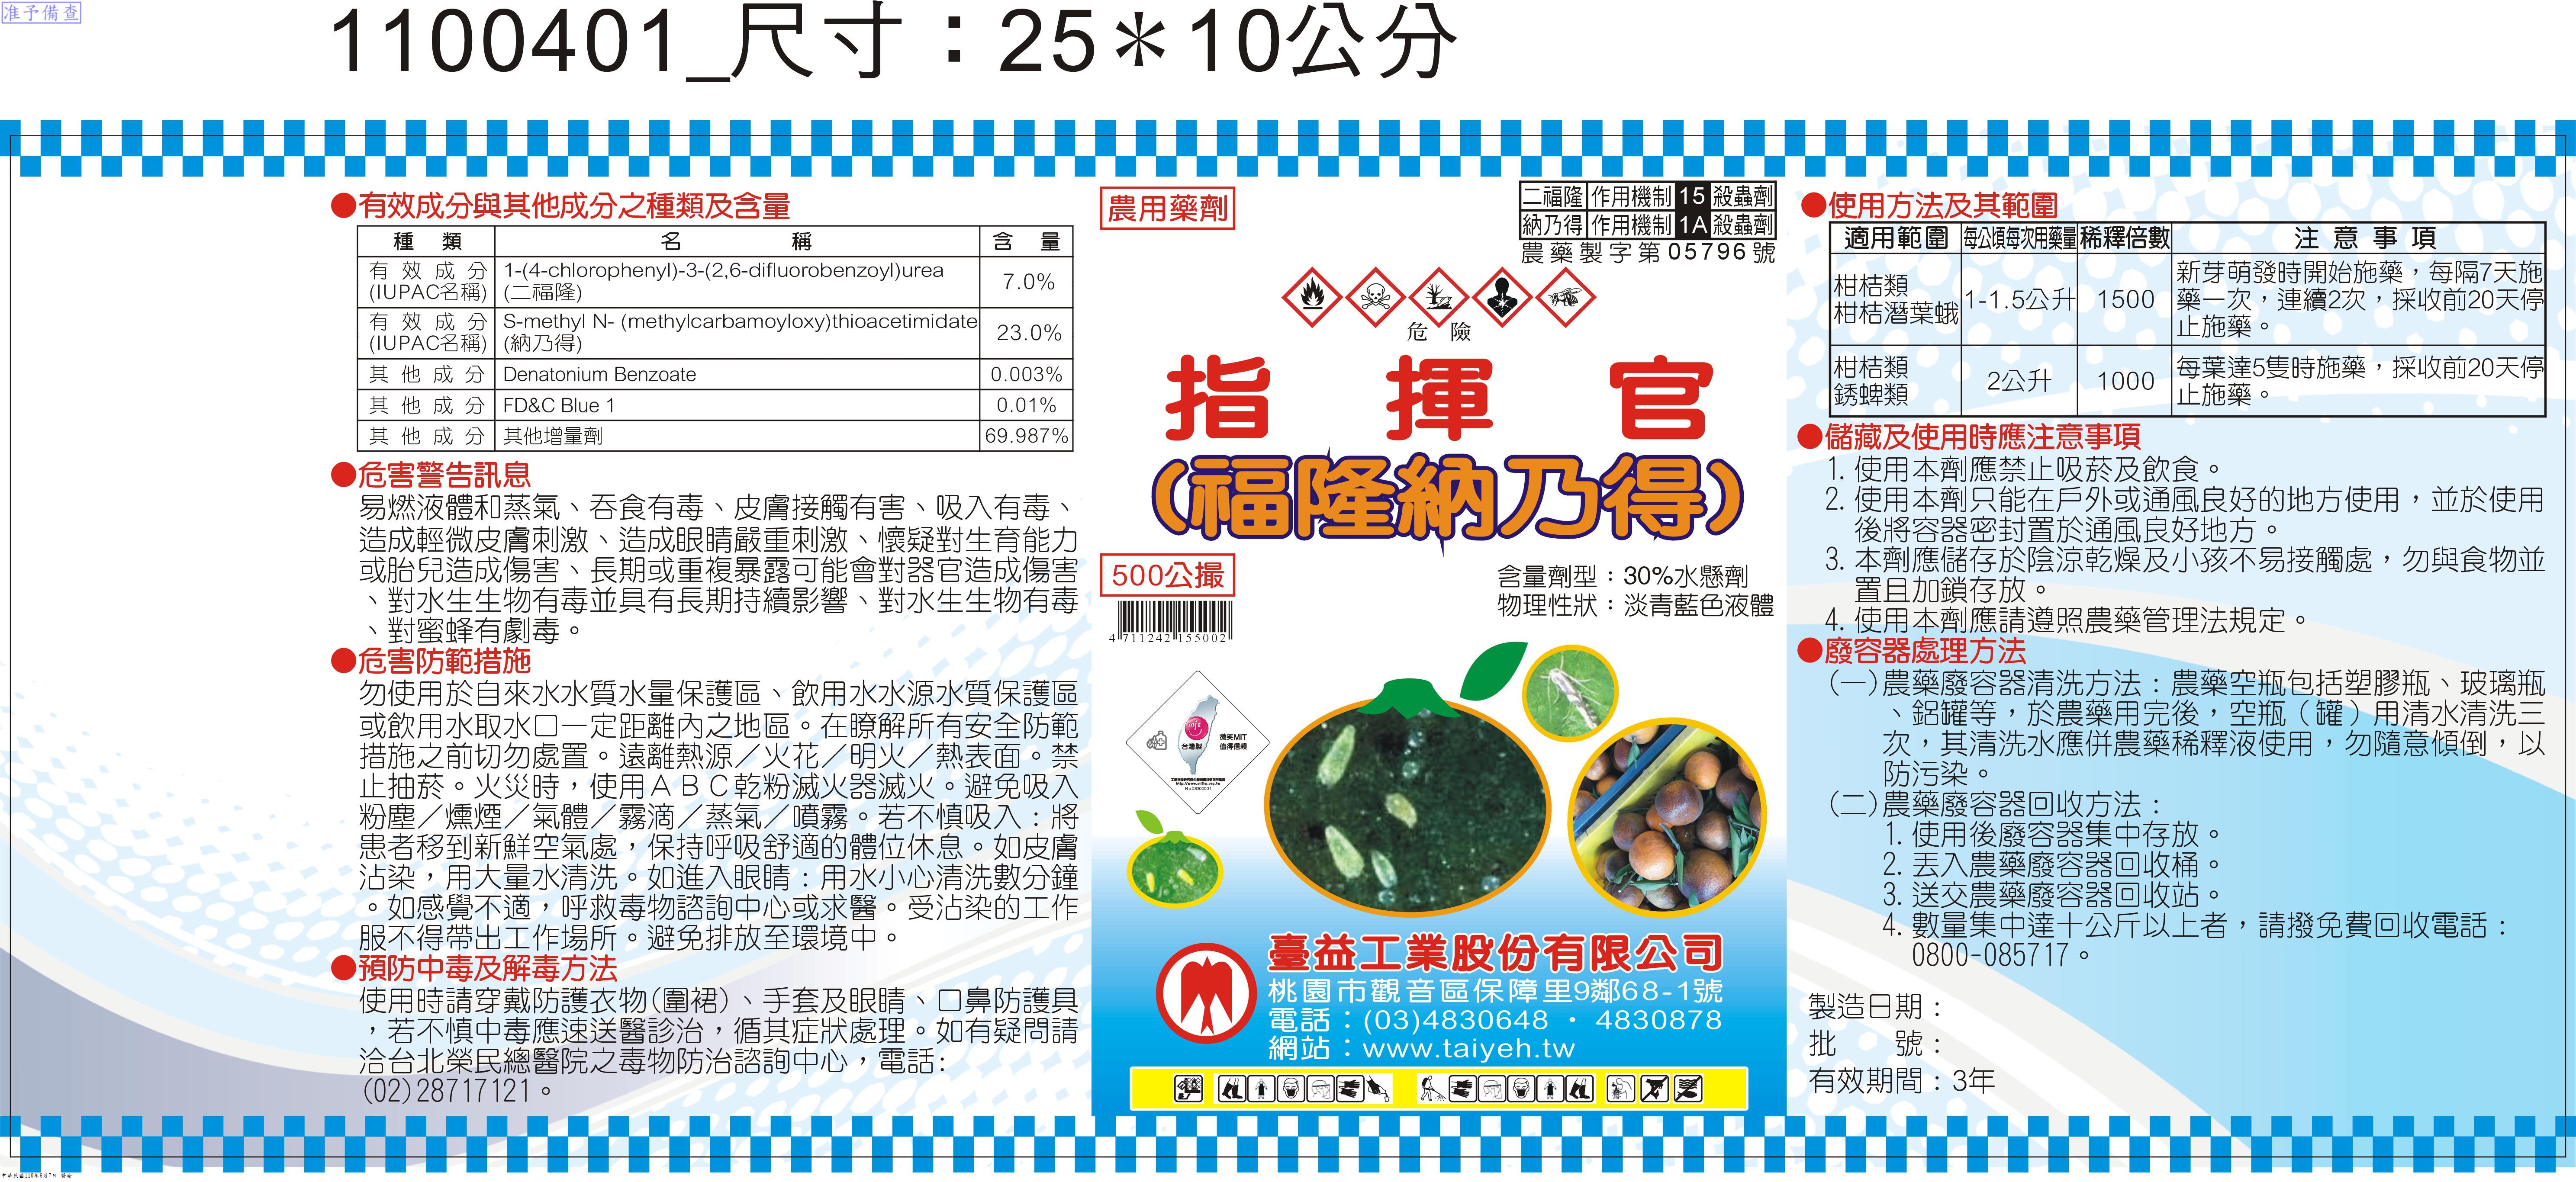 准予備查
1100401_尺寸：25＊10公分
●有效成分與其他成分之種類及含量
種 類 名 稱 含 量
有效成分 1-(4-chlorophenyl)-3-(2,6-difluorobenzoyl)urea 7.0%
(IUPAC名稱) (二福隆)
有效成分 S-methyl N- (methylcarbamoyloxy)thioacetimidate 23.0%
(IUPAC名稱) (納乃得)
其他成分 Denatonium Benzoate 0.003%
其他成分 FD&C Blue 1 0.01%
其他成分 其他增量劑 69.987%
●危害警告訊息
易燃液體和蒸氣、吞食有毒、皮膚接觸有害、吸入有毒、
造成輕微皮膚刺激、造成眼睛嚴重刺激、懷疑對生育能力
或胎兒造成傷害、長期或重複暴露可能會對器官造成傷害
、對水生生物有毒並具有長期持續影響、對水生生物有毒
、對蜜蜂有劇毒。
●危害防範措施
勿使用於自來水水質水量保護區、飲用水水源水質保護區
或飲用水取水口一定距離內之地區。在瞭解所有安全防範
措施之前切勿處置。遠離熱源／火花／明火／熱表面。禁
止抽菸。火災時，使用ＡＢＣ乾粉滅火器滅火。避免吸入
粉塵／燻煙／氣體／霧滴／蒸氣／噴霧。若不慎吸入：將
患者移到新鮮空氣處，保持呼吸舒適的體位休息。如皮膚
沾染，用大量水清洗。如進入眼睛：用水小心清洗數分鐘
。如感覺不適，呼救毒物諮詢中心或求醫。受沾染的工作
服不得帶出工作場所。避免排放至環境中。
●預防中毒及解毒方法
使用時請穿戴防護衣物(圍裙)、手套及眼睛、口鼻防護具
，若不慎中毒應速送醫診治，循其症狀處理。如有疑問請
洽台北榮民總醫院之毒物防治諮詢中心，電話:
(02)28717121。
農用藥劑
二福隆 作用機制 15 殺蟲劑
納乃得 作用機制 1A 殺蟲劑
農藥製字第05796號
危 險
指揮官
(福隆納乃得)
500公撮
4 711242 155002
含量劑型：30%水懸劑
物理性狀：淡青藍色液體
mit
台灣製
微笑MIT
值得信賴
臺益工業股份有限公司
桃園市觀音區保障里9鄰68-1號
電話：(03)4830648 · 4830878
網站：www.taiyeh.tw
●使用方法及其範圍
適用範圍 每公頃每次用藥量 稀釋倍數 注意事項
柑桔類
柑桔潛葉蛾 1-1.5公升 1500 新芽萌發時開始施藥，每隔7天施
藥一次，連續2次，採收前20天停
止施藥。
柑桔類
銹蜱類 2公升 1000 每葉達5隻時施藥，採收前20天停
止施藥。
●儲藏及使用時應注意事項
1. 使用本劑應禁止吸菸及飲食。
2. 使用本劑只能在戶外或通風良好的地方使用，並於使用
後將容器密封置於通風良好地方。
3. 本劑應儲存於陰涼乾燥及小孩不易接觸處，勿與食物並
置且加鎖存放。
4. 使用本劑應請遵照農藥管理法規定。
●廢容器處理方法
(一)農藥廢容器清洗方法：農藥空瓶包括塑膠瓶、玻璃瓶
、鋁罐等，於農藥用完後，空瓶（罐）用清水清洗三
次，其清洗水應併農藥稀釋液使用，勿隨意傾倒，以
防污染。
(二)農藥廢容器回收方法：
1. 使用後廢容器集中存放。
2. 丟入農藥廢容器回收桶。
3. 送交農藥廢容器回收站。
4. 數量集中達十公斤以上者，請撥免費回收電話：
0800-085717。
製造日期：
批 號：
有效期間：3年